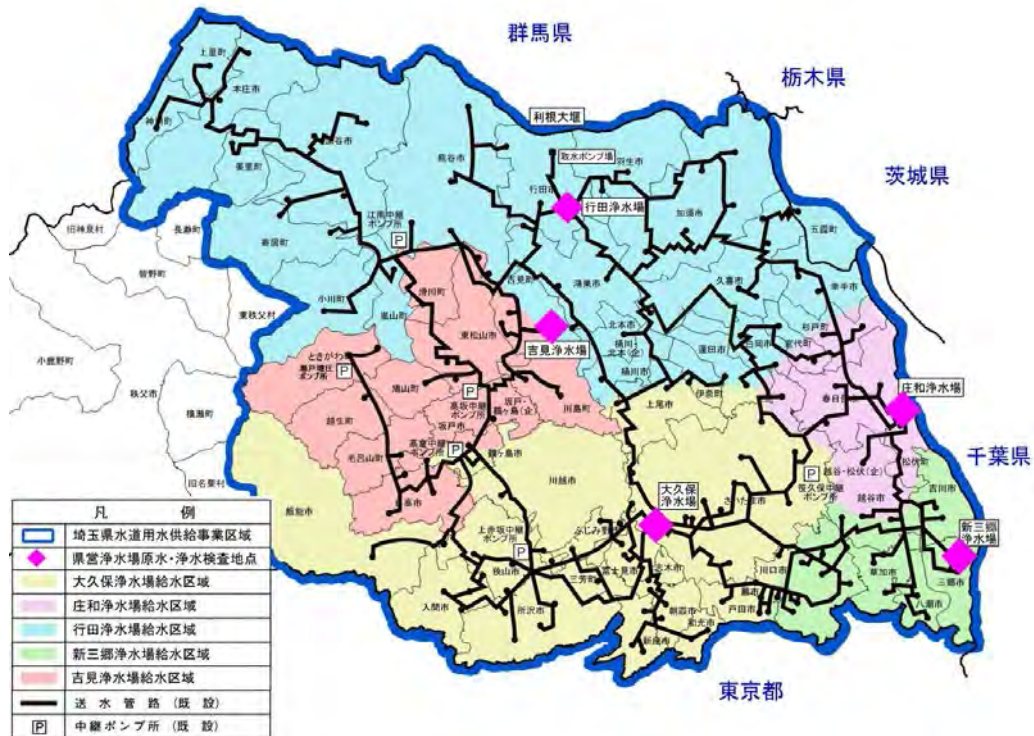 群馬県
栃木県
茨城県
千葉県
東京都
上里町
本庄市
神川町
美里町
熊谷市
利根大堰
取水ポンプ場
羽生市
行田市
行田浄水場
加須市
五霞町
旧神泉村
長瀞町
皆野町
江南中継
ポンプ所
P
寄居町
小川町
嵐山町
滑川町
吉見町
鴻巣市
久喜市
幸手市
東秩父村
東松山市
北本市
桶川・
北本(企)
桶川市
蓮田市
白岡市
宮代町
杉戸町
吉見浄水場
小鹿野町
秩父市
横瀬町
旧名栗村
ときがわ町
ポンプ所
P
鳩山町
高坂中継
ポンプ所
P
坂戸・
鶴ヶ島(企)
川島町
上尾市
伊奈町
春日部市
庄和浄水場
越生町
坂戸市
高倉中継
ポンプ所
P
毛呂山町
鶴ヶ島市
川越市
飯能市
大久保
浄水場
さいたま市
笹久保中継
ポンプ所
P
越谷・松伏(企)
松伏町
越谷市
吉川市
新三郷
浄水場
上赤坂中継
ポンプ所
P
ふじみ野市
狭山市
三芳町
富士見市
志木市
入間市
所沢市
朝霞市
和光市
新座市
戸田市
蕨市
川口市
草加市
八潮市
三郷市
凡 例
埼玉県水道用水供給事業区域
県営浄水場原水・浄水検査地点
大久保浄水場給水区域
庄和浄水場給水区域
行田浄水場給水区域
新三郷浄水場給水区域
吉見浄水場給水区域
送 水 管 路 (既 設)
P
中継ポンプ所 (既 設)